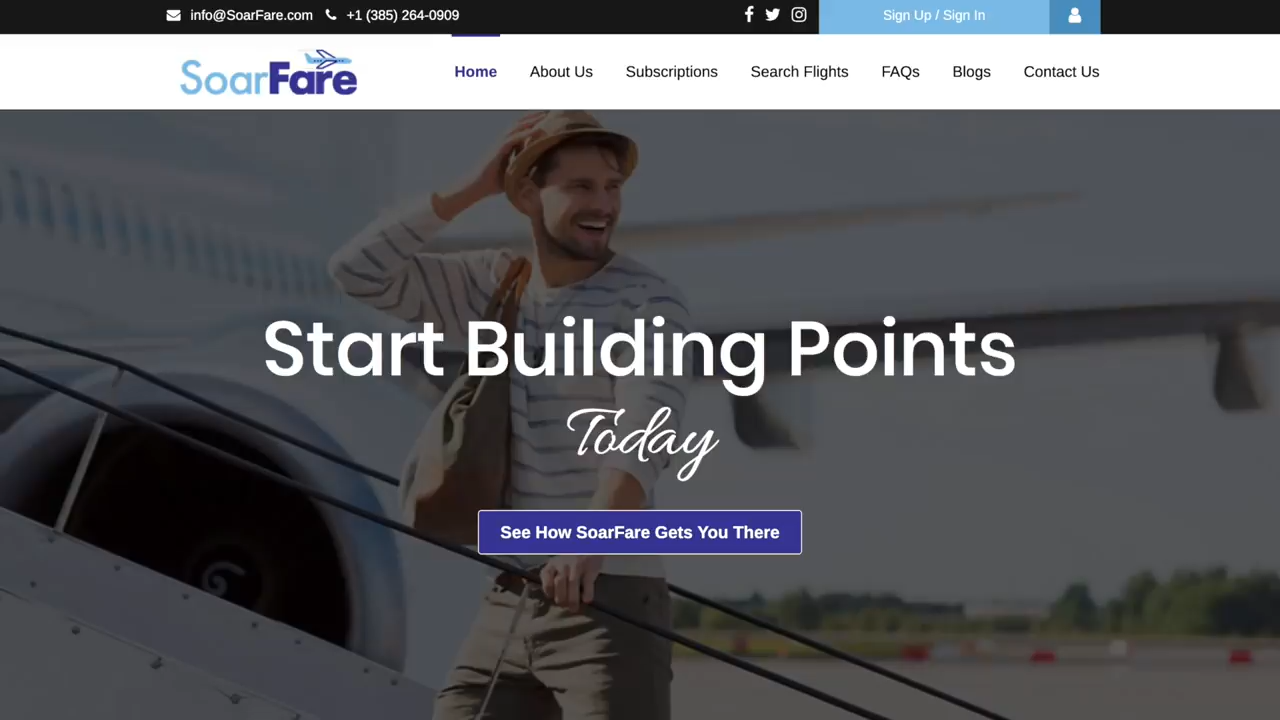 info@SoarFare.com +1 (385) 264-0909 Sign Up / Sign In
SoarFare
Home About Us Subscriptions Search Flights FAQs Blogs Contact Us
Start Building Points
Today
See How SoarFare Gets You There